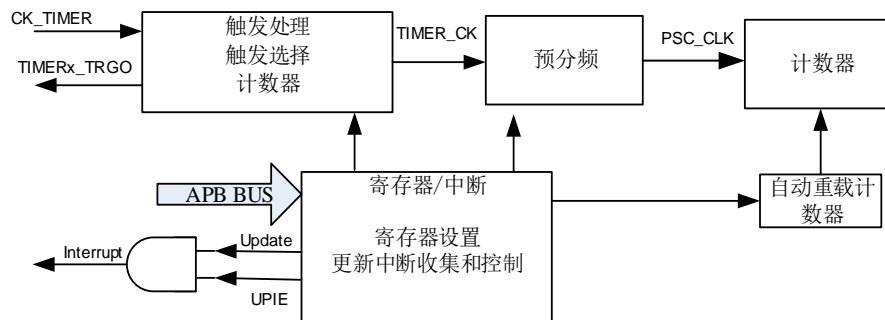 CK_TIMER
TIMERx_TRGO
触发处理
触发选择
计数器
TIMER_CK
预分频
PSC_CLK
计数器
APB BUS
寄存器/中断
寄存器设置
更新中断收集和控制
自动重载计
数器
Interrupt
Update
UPIE